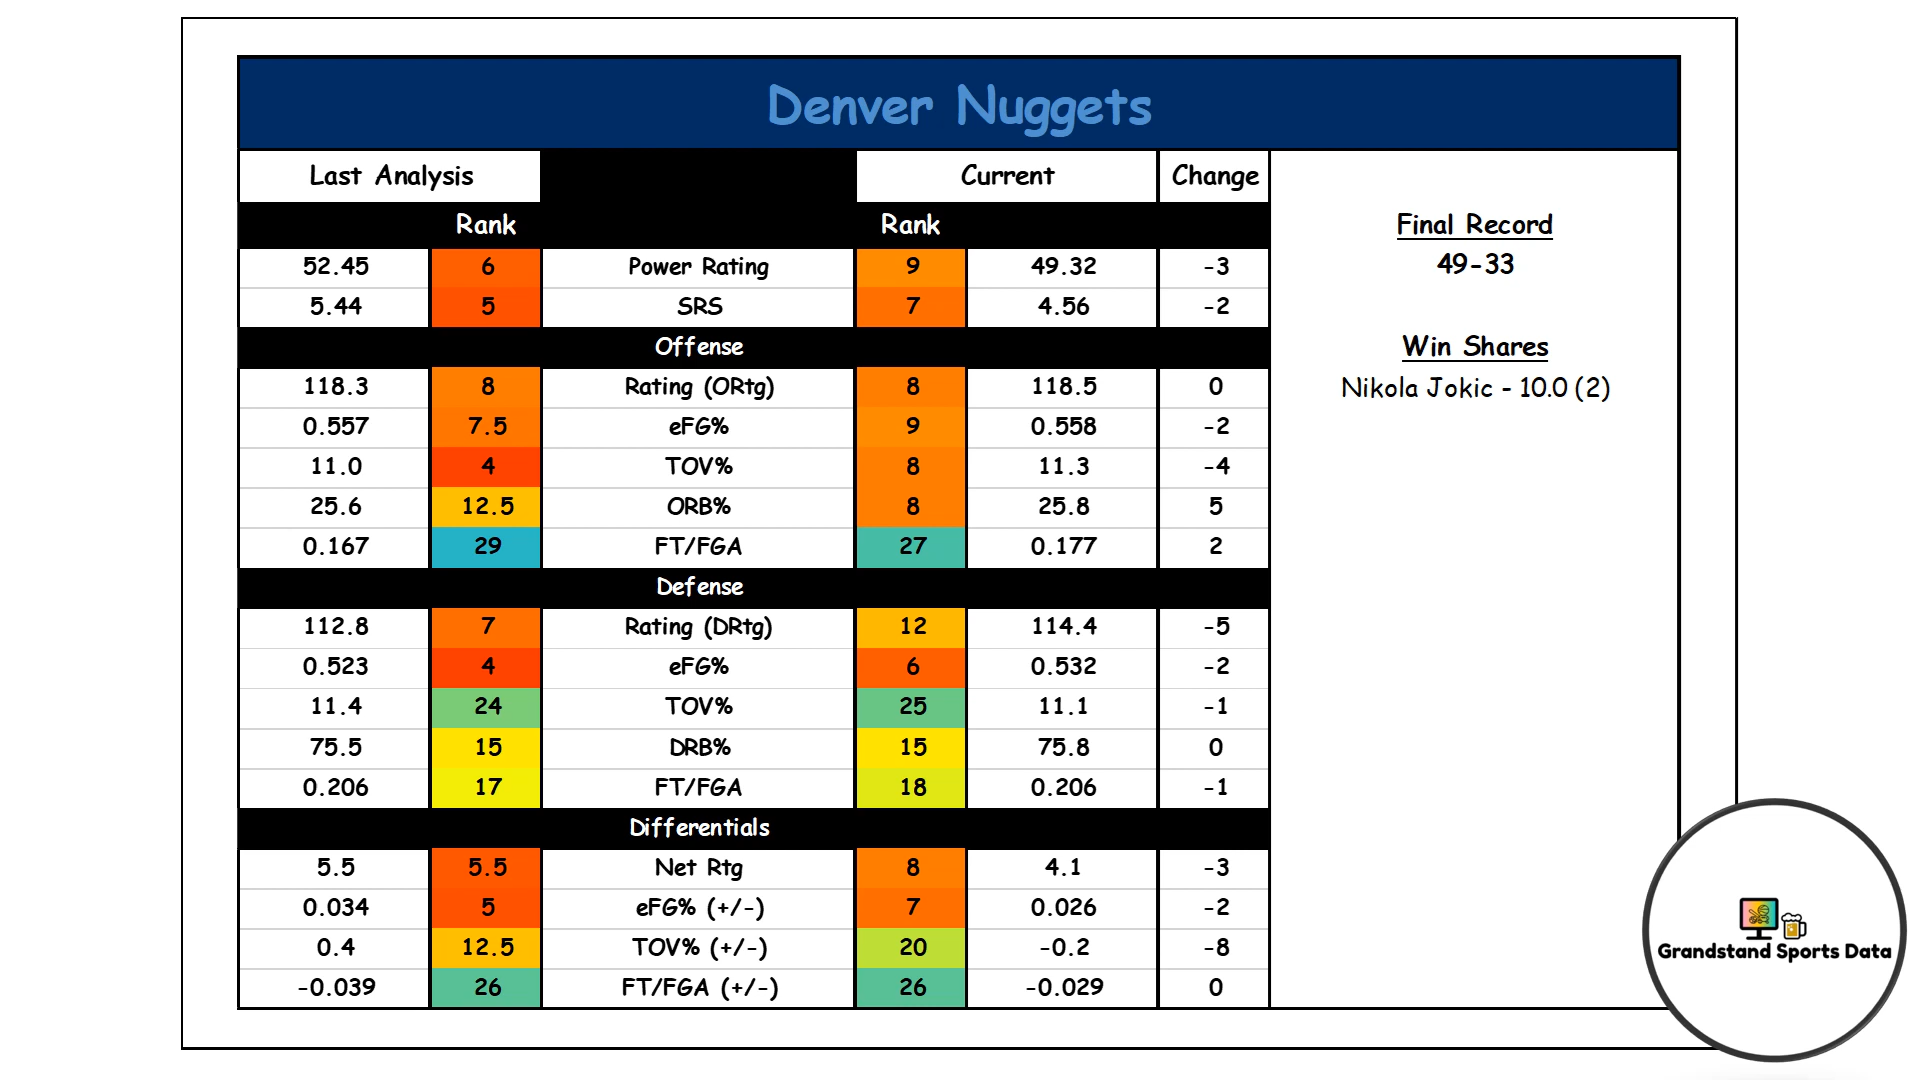 Denver Nuggets
Last Analysis Current Change
Rank Rank
52.45 6 Power Rating 9 49.32 -3
5.44 5 SRS 7 4.56 -2
Offense
118.3 8 Rating (ORtg) 8 118.5 0
0.557 7.5 eFG% 9 0.558 -2
11.0 4 TOV% 8 11.3 -4
25.6 12.5 ORB% 8 25.8 5
0.167 29 FT/FGA 27 0.177 2
Defense
112.8 7 Rating (DRtg) 12 114.4 -5
0.523 4 eFG% 6 0.532 -2
11.4 24 TOV% 25 11.1 -1
75.5 15 DRB% 15 75.8 0
0.206 17 FT/FGA 18 0.206 -1
Differentials
5.5 5.5 Net Rtg 8 4.1 -3
0.034 5 eFG% (+/-) 7 0.026 -2
0.4 12.5 TOV% (+/-) 20 -0.2 -8
-0.039 26 FT/FGA (+/-) 26 -0.029 0
Final Record
49-33
Win Shares
Nikola Jokic - 10.0 (2)
Grandstand Sports Data